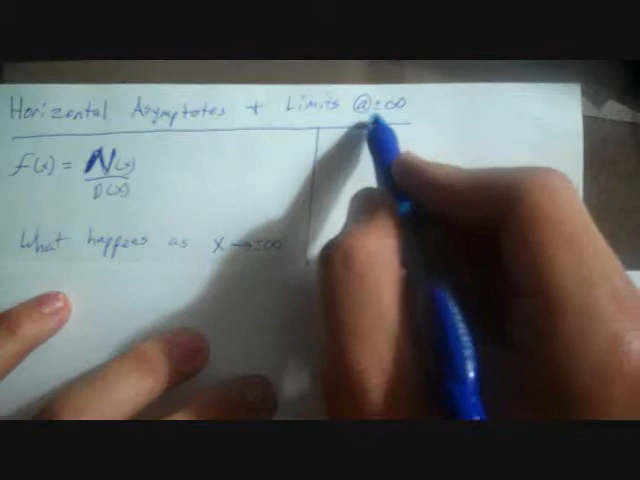 Horizontal Asymptotes + Limits @ ±∞
f(x) = N(x)
D(x)
What happens as x → ±∞